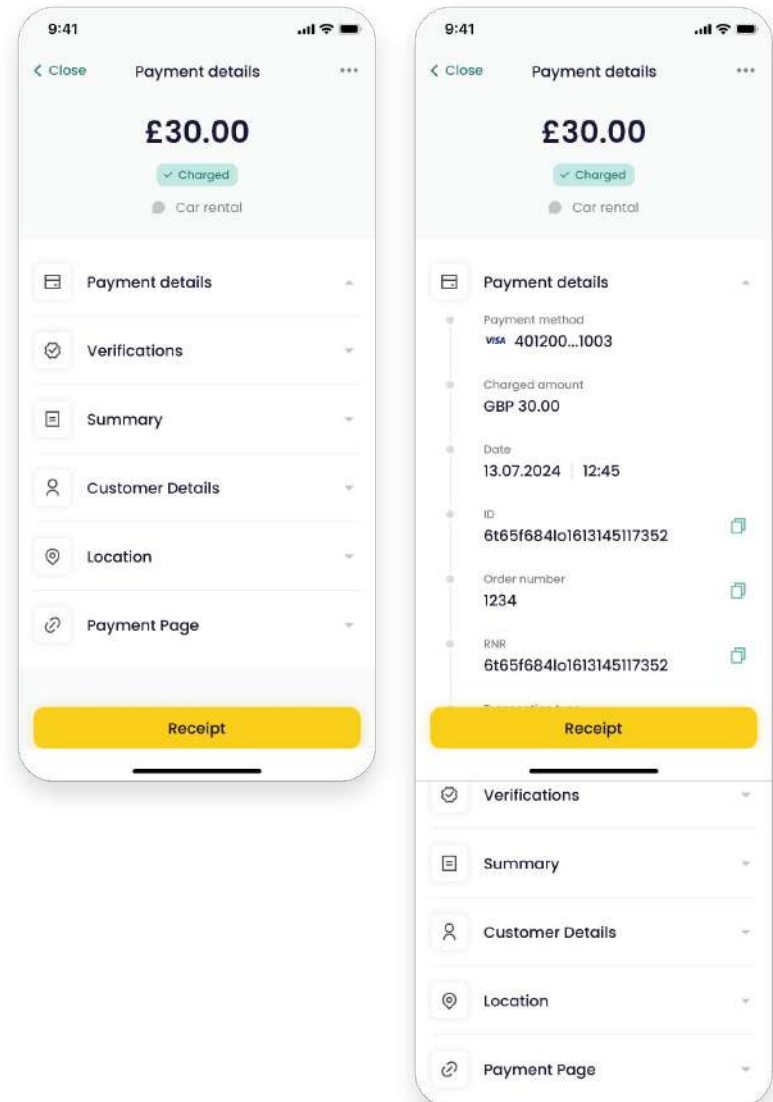 9:41
Close Payment details •••
£30.00
Charged
Car rental
Payment details
Verifications
Summary
Customer Details
Location
Payment Page
Receipt
9:41
Close Payment details •••
£30.00
Charged
Car rental
Payment details
Payment method
VISA 401200...1003
Charged amount
GBP 30.00
Date
13.07.2024 | 12:45
ID
6t65f684lo1613145117352
Order number
1234
RNR
6t65f684lo1613145117352
Receipt
Verifications
Summary
Customer Details
Location
Payment Page